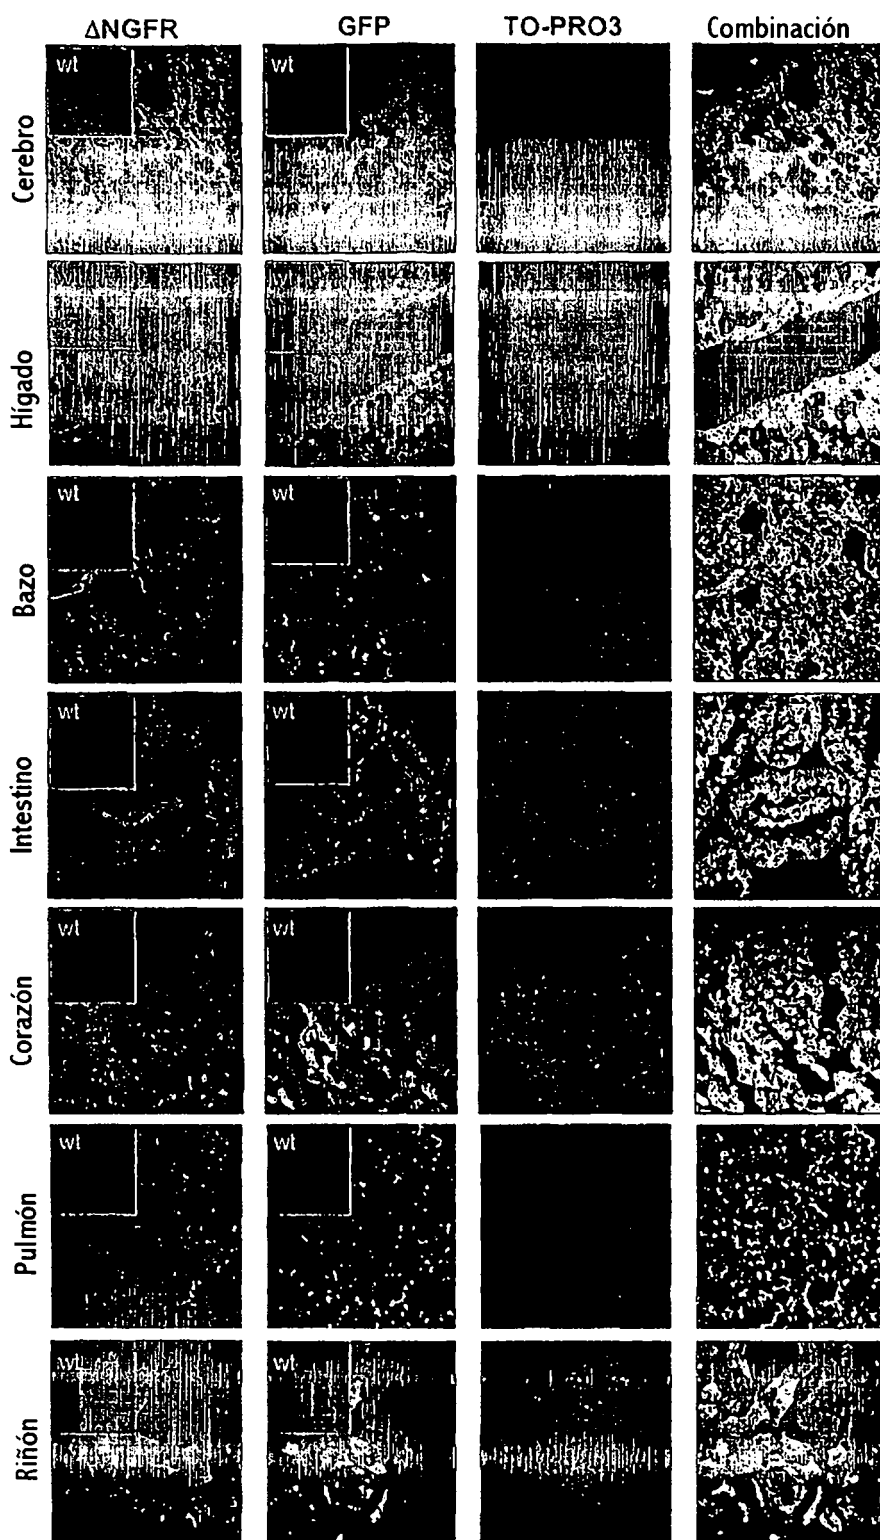 ΔNGFR GFP TO-PRO3 Combinación
Cerebro wt wt
Hígado
Bazo wt wt
Intestino wt wt
Corazón wt wt
Pulmón wt wt
Riñón wt wt